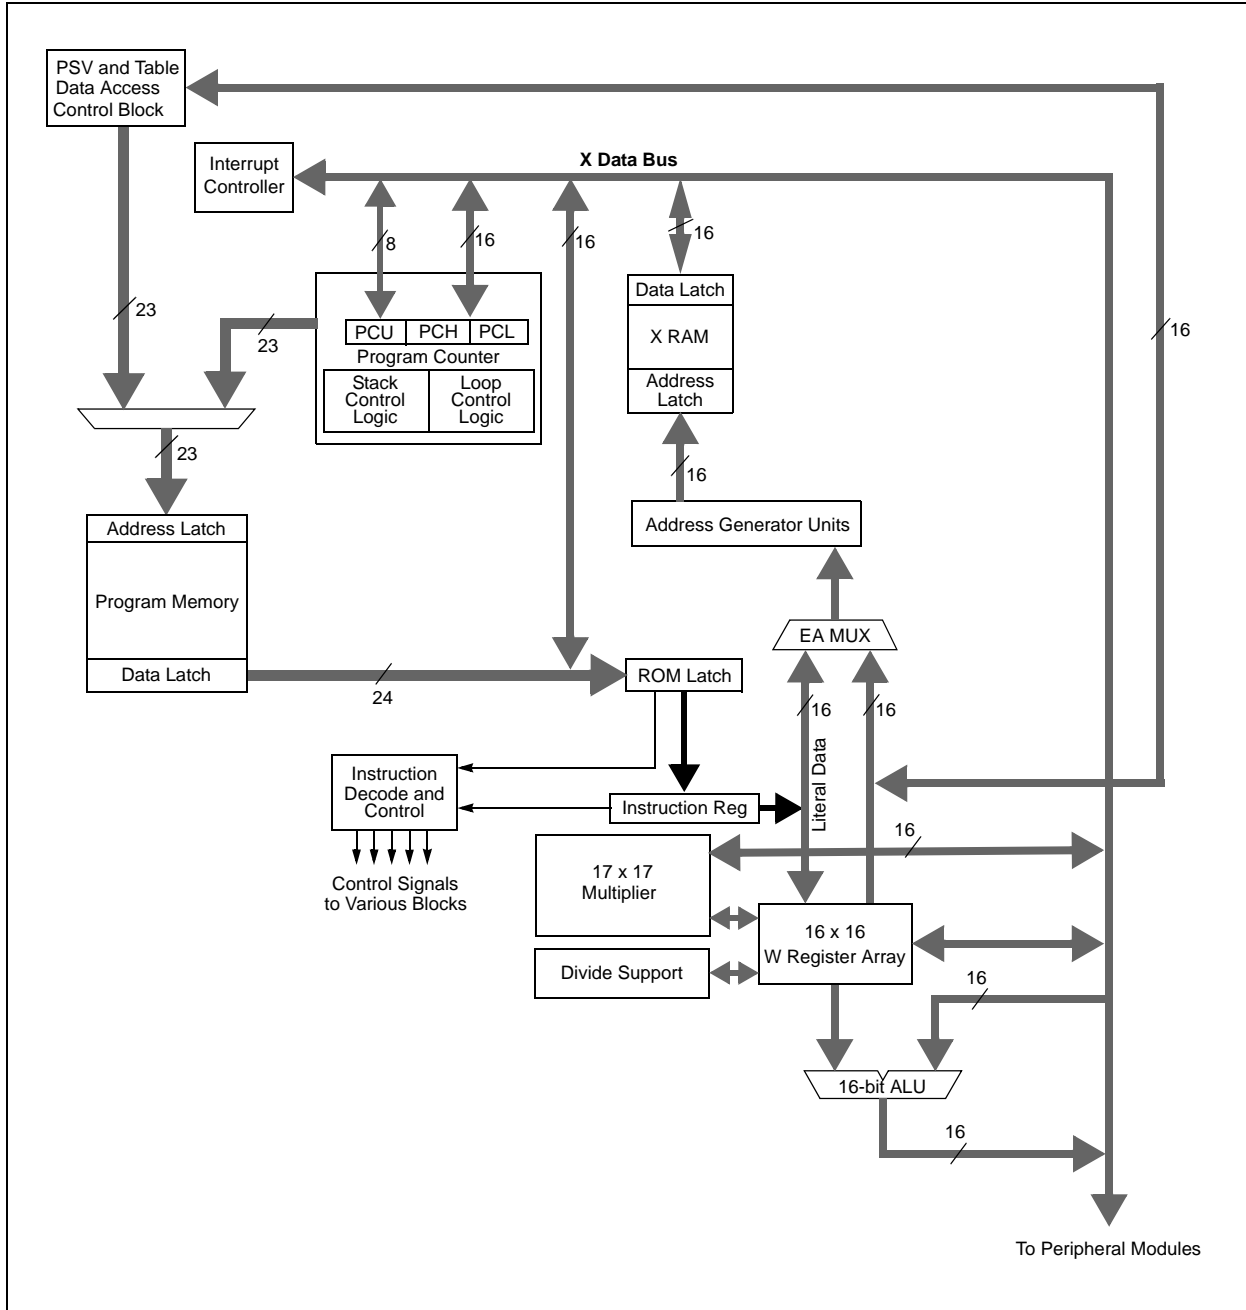 PSV and Table
Data Access
Control Block
Interrupt
Controller
X Data Bus
8
16
16
16
16
23
23
23
PCU PCH PCL
Program Counter
Stack
Control
Logic
Loop
Control
Logic
Data Latch
X RAM
Address
Latch
16
Address Generator Units
Address Latch
Program Memory
Data Latch
24
EA MUX
ROM Latch
16
16
Literal Data
Instruction
Decode and
Control
Instruction Reg
Control Signals
to Various Blocks
17 x 17
Multiplier
16
16 x 16
W Register Array
Divide Support
16
16-bit ALU
16
To Peripheral Modules